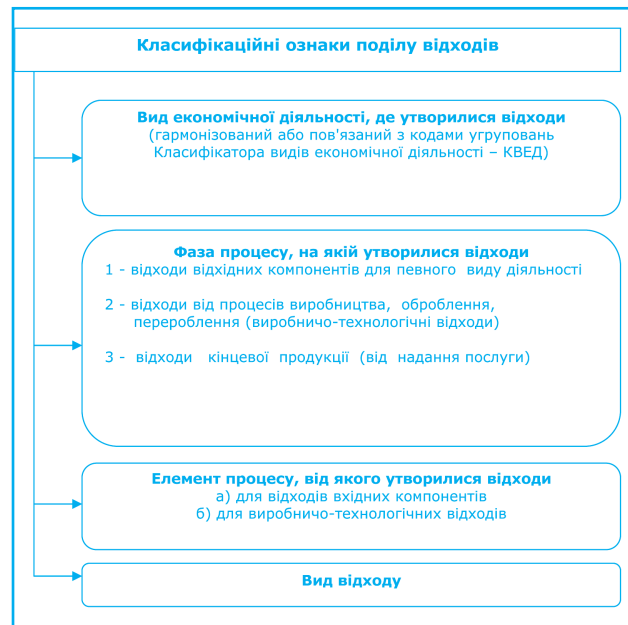 Класифікаційні ознаки поділу відходів
Вид економічної діяльності, де утворилися відходи
(гармонізований або пов'язаний з кодами угруповань
Класифікатора видів економічної діяльності – КВЕД)
Фаза процесу, на якій утворилися відходи
1 - відходи відхідних компонентів для певного виду діяльності
2 - відходи від процесів виробництва, оброблення,
перероблення (виробничо-технологічні відходи)
3 - відходи кінцевої продукції (від надання послуги)
Елемент процесу, від якого утворилися відходи
а) для відходів вхідних компонентів
б) для виробничо-технологічних відходів
Вид відходу